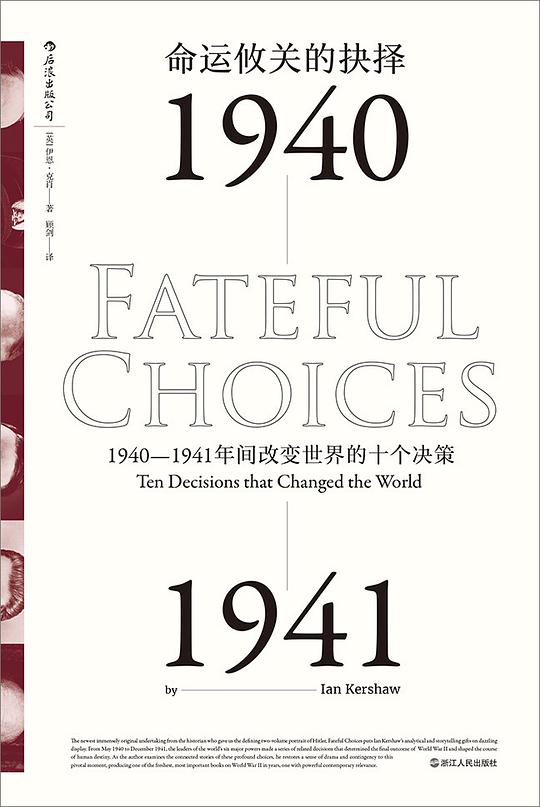 命运攸关的抉择
1940
后浪出版公司
[英] 伊恩·克肖——著 顾剑——译
FATEFUL
CHOICES
1940—1941年间改变世界的十个决策
Ten Decisions that Changed the World
1941
by Ian Kershaw
The newest immensely original undertaking from the historian who gave us the defining two-volume portrait of Hitler, Fateful Choices puts Ian Kershaw's analytical and storytelling gifts on dazzling
display. From May 1940 to December 1941, the leaders of the world's six major powers made a series of related decisions that determined the final outcome of World War II and shaped the course
of human destiny. As the author examines the connected stories of these profound choices, he restores a sense of drama and contingency to this
pivotal moment, producing one of the freshest, most important books on World War II in years, one with powerful contemporary relevance.
浙江人民出版社